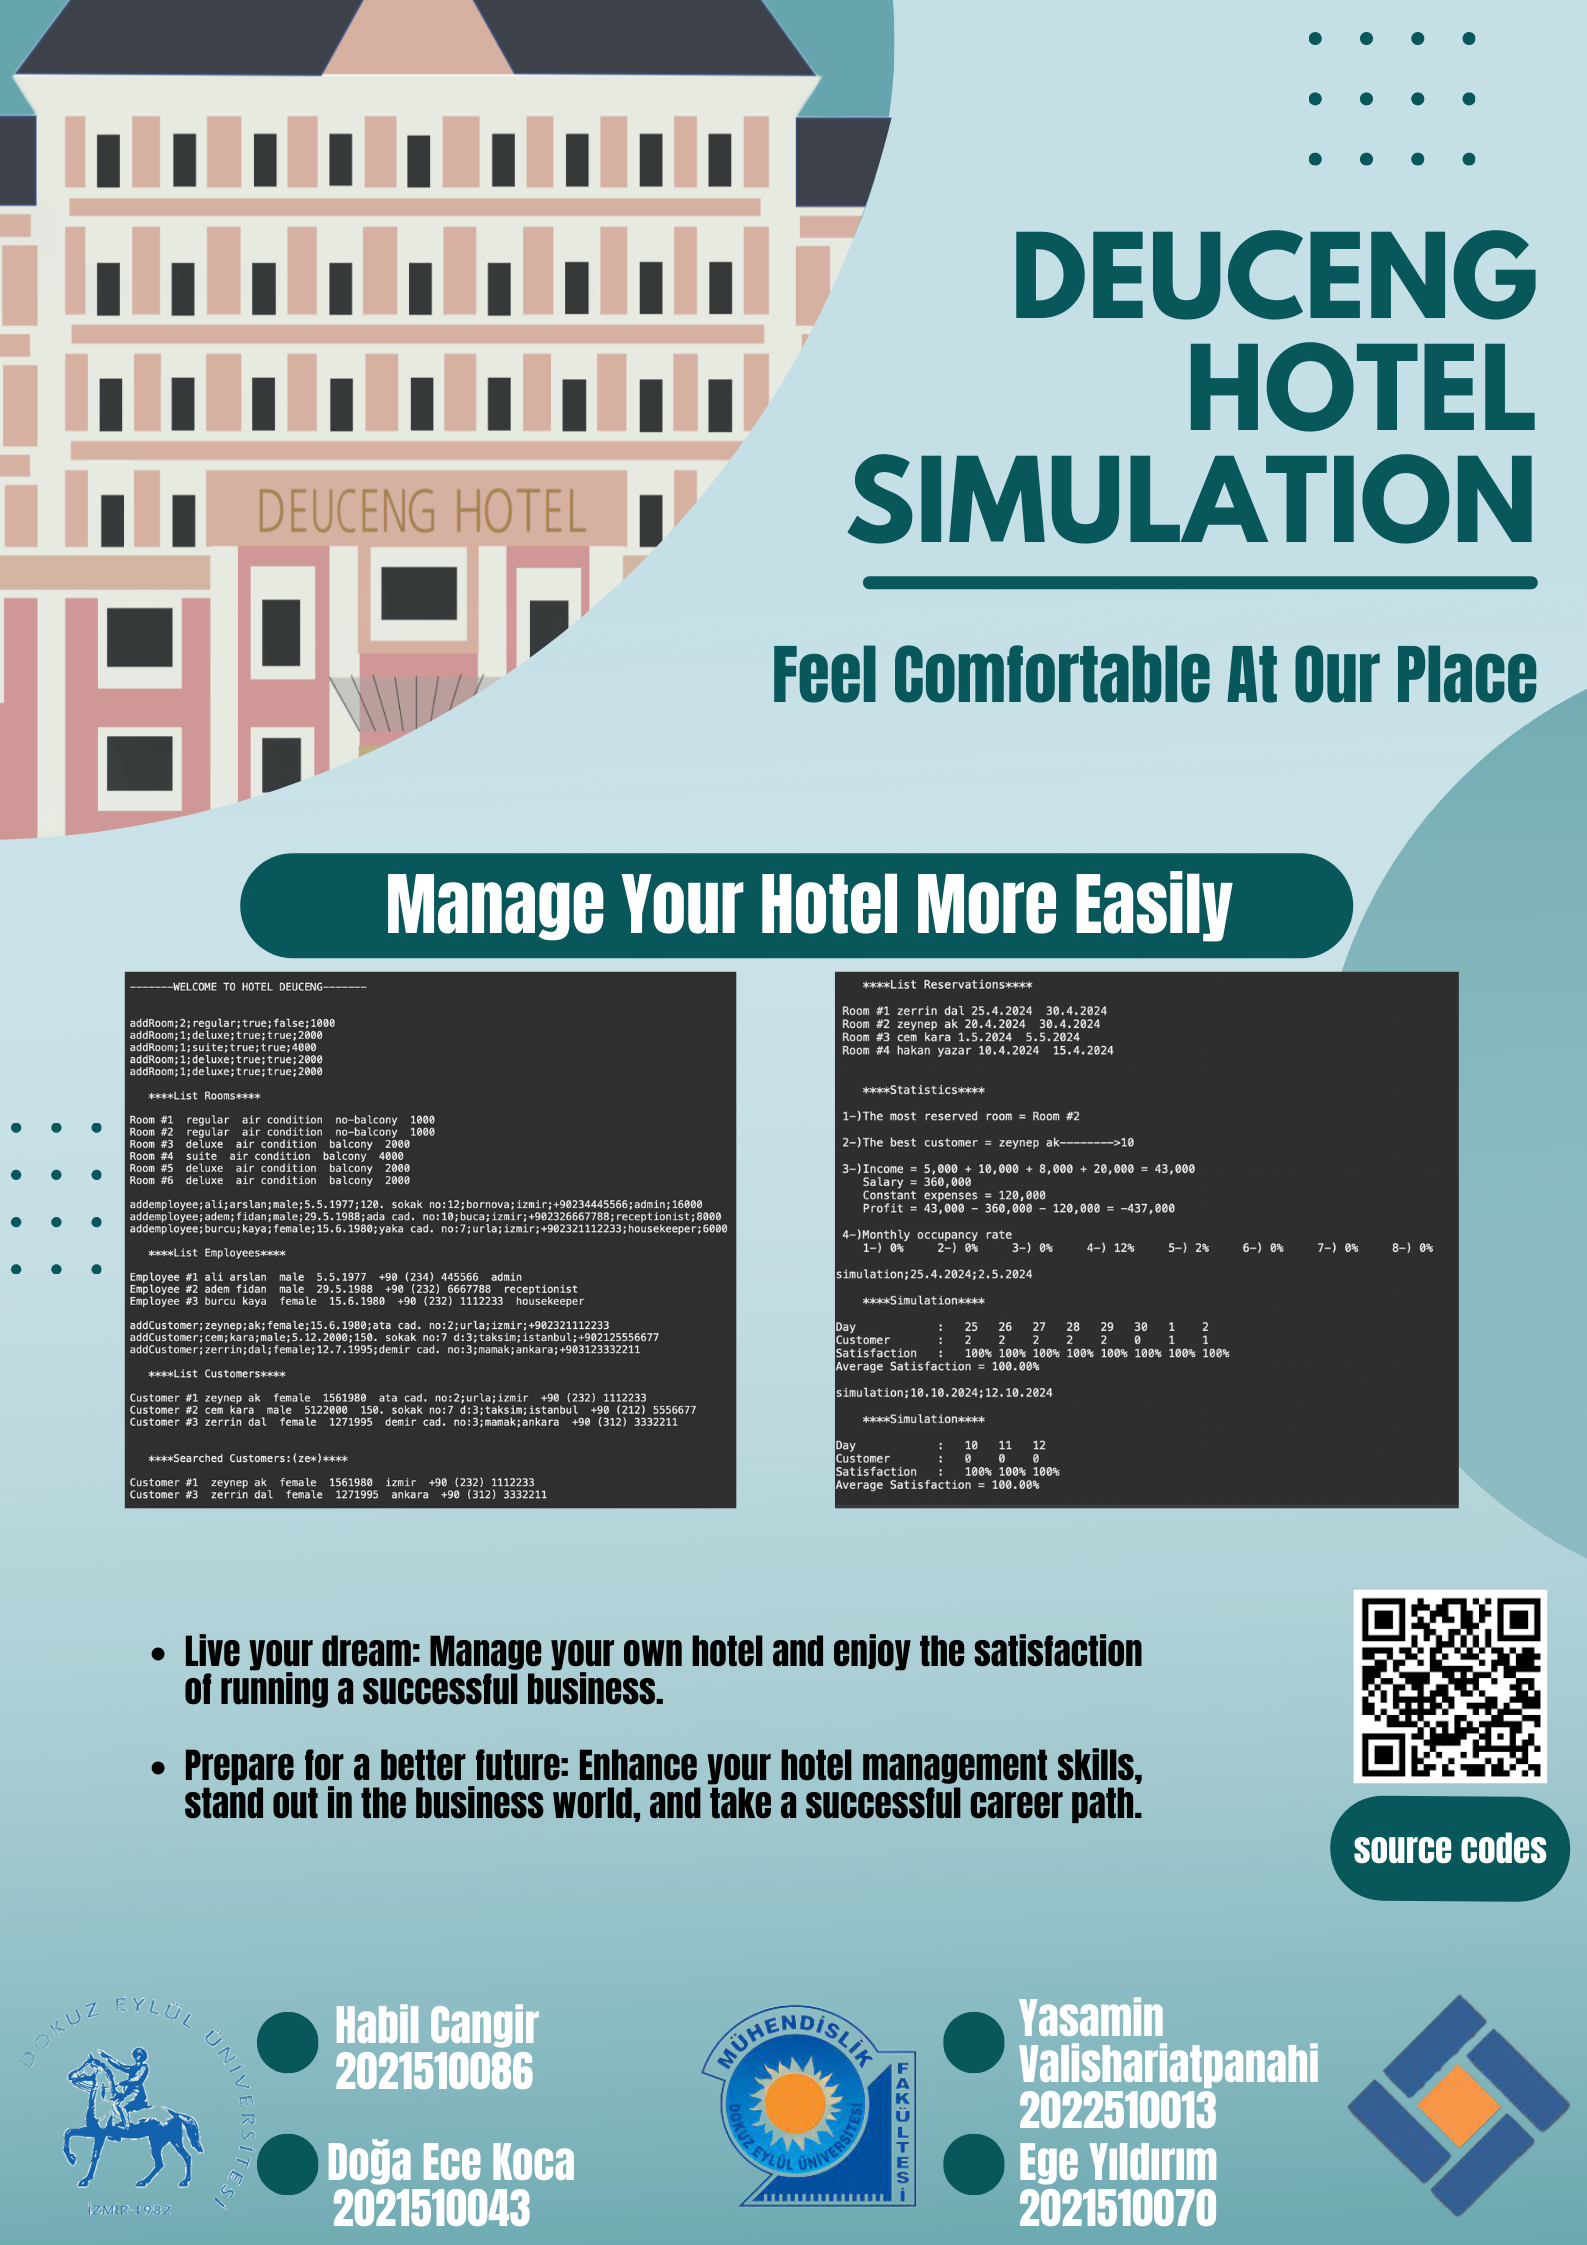 DEUCENG
HOTEL
SIMULATION
DEUCENG HOTEL
Feel Comfortable At Our Place
Manage Your Hotel More Easily
-------WELCOME TO HOTEL DEUCENG-------
addRoom;2;regular;true;false;1000
addRoom;1;deluxe;true;true;2000
addRoom;1;suite;true;true;4000
addRoom;1;deluxe;true;true;2000
addRoom;1;deluxe;true;true;2000
****List Rooms****
Room #1 regular air condition no-balcony 1000
Room #2 regular air condition no-balcony 1000
Room #3 deluxe air condition balcony 2000
Room #4 suite air condition balcony 4000
Room #5 deluxe air condition balcony 2000
Room #6 deluxe air condition balcony 2000
addemployee;ali;arslan;male;5.5.1977;120. sokak no:12;bornova;izmir;+90234445566;admin;16000
addemployee;adem;fidan;male;29.5.1988;ada cad. no:10;buca;izmir;+902326667788;receptionist;8000
addemployee;burcu;kaya;female;15.6.1980;yaka cad. no:7;urla;izmir;+902321112233;housekeeper;6000
****List Employees****
Employee #1 ali arslan male 5.5.1977 +90 (234) 445566 admin
Employee #2 adem fidan male 29.5.1988 +90 (232) 6667788 receptionist
Employee #3 burcu kaya female 15.6.1980 +90 (232) 1112233 housekeeper
addCustomer;zeynep;ak;female;15.6.1980;ata cad. no:2;urla;izmir;+902321112233
addCustomer;cem;kara;male;5.12.2000;150. sokak no:7 d:3;taksim;istanbul;+902125556677
addCustomer;zerrin;dal;female;12.7.1995;demir cad. no:3;mamak;ankara;+903123332211
****List Customers****
Customer #1 zeynep ak female 1561980 ata cad. no:2;urla;izmir +90 (232) 1112233
Customer #2 cem kara male 5122000 150. sokak no:7 d:3;taksim;istanbul +90 (212) 5556677
Customer #3 zerrin dal female 1271995 demir cad. no:3;mamak;ankara +90 (312) 3332211
****Searched Customers:(ze*)****
Customer #1 zeynep ak female 1561980 izmir +90 (232) 1112233
Customer #3 zerrin dal female 1271995 ankara +90 (312) 3332211
****List Reservations****
Room #1 zerrin dal 25.4.2024 30.4.2024
Room #2 zeynep ak 20.4.2024 30.4.2024
Room #3 cem kara 1.5.2024 5.5.2024
Room #4 hakan yazar 10.4.2024 15.4.2024
****Statistics****
1-)The most reserved room = Room #2
2-)The best customer = zeynep ak-------->10
3-)Income = 5,000 + 10,000 + 8,000 + 20,000 = 43,000
Salary = 360,000
Constant expenses = 120,000
Profit = 43,000 - 360,000 - 120,000 = -437,000
4-)Monthly occupancy rate
1-) 0% 2-) 0% 3-) 0% 4-) 12% 5-) 2% 6-) 0% 7-) 0% 8-) 0%
simulation;25.4.2024;2.5.2024
****Simulation****
Day : 25 26 27 28 29 30 1 2
Customer : 2 2 2 2 2 0 1 1
Satisfaction : 100% 100% 100% 100% 100% 100% 100% 100%
Average Satisfaction = 100.00%
simulation;10.10.2024;12.10.2024
****Simulation****
Day : 10 11 12
Customer : 0 0 0
Satisfaction : 100% 100% 100%
Average Satisfaction = 100.00%
• Live your dream: Manage your own hotel and enjoy the satisfaction
of running a successful business.
• Prepare for a better future: Enhance your hotel management skills,
stand out in the business world, and take a successful career path.
source codes
DOKUZ EYLÜL ÜNİVERSİTESİ
İZMİR-1982
Habil Cangir
2021510086
Doğa Ece Koca
2021510043
MÜHENDİSLİK
FAKÜLTESİ
DOKUZ EYLÜL ÜNİVERSİTESİ
Yasamin
Valishariatpanahi
2022510013
Ege Yıldırım
2021510070